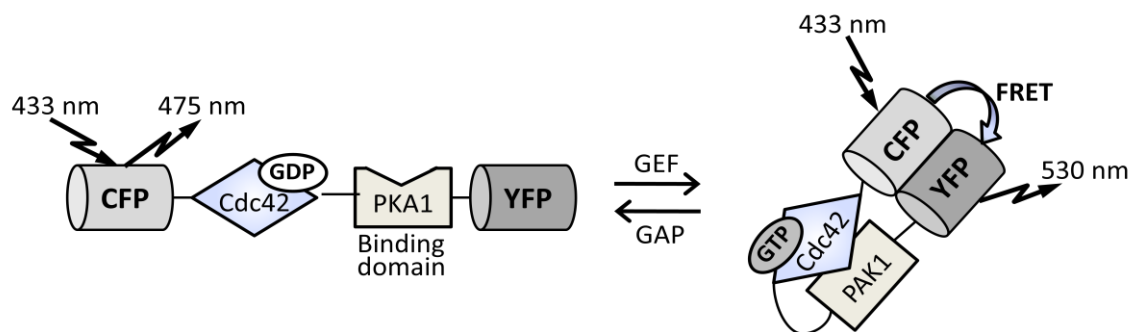 433 nm
475 nm
CFP
Cdc42
GDP
PKA1
Binding
domain
YFP
GEF
GAP
433 nm
CFP
FRET
YFP
530 nm
GTP
Cdc42
PAK1